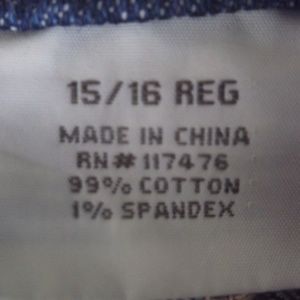 15/16 REG
MADE IN CHINA
RN# 117476
99% COTTON
1% SPANDEX